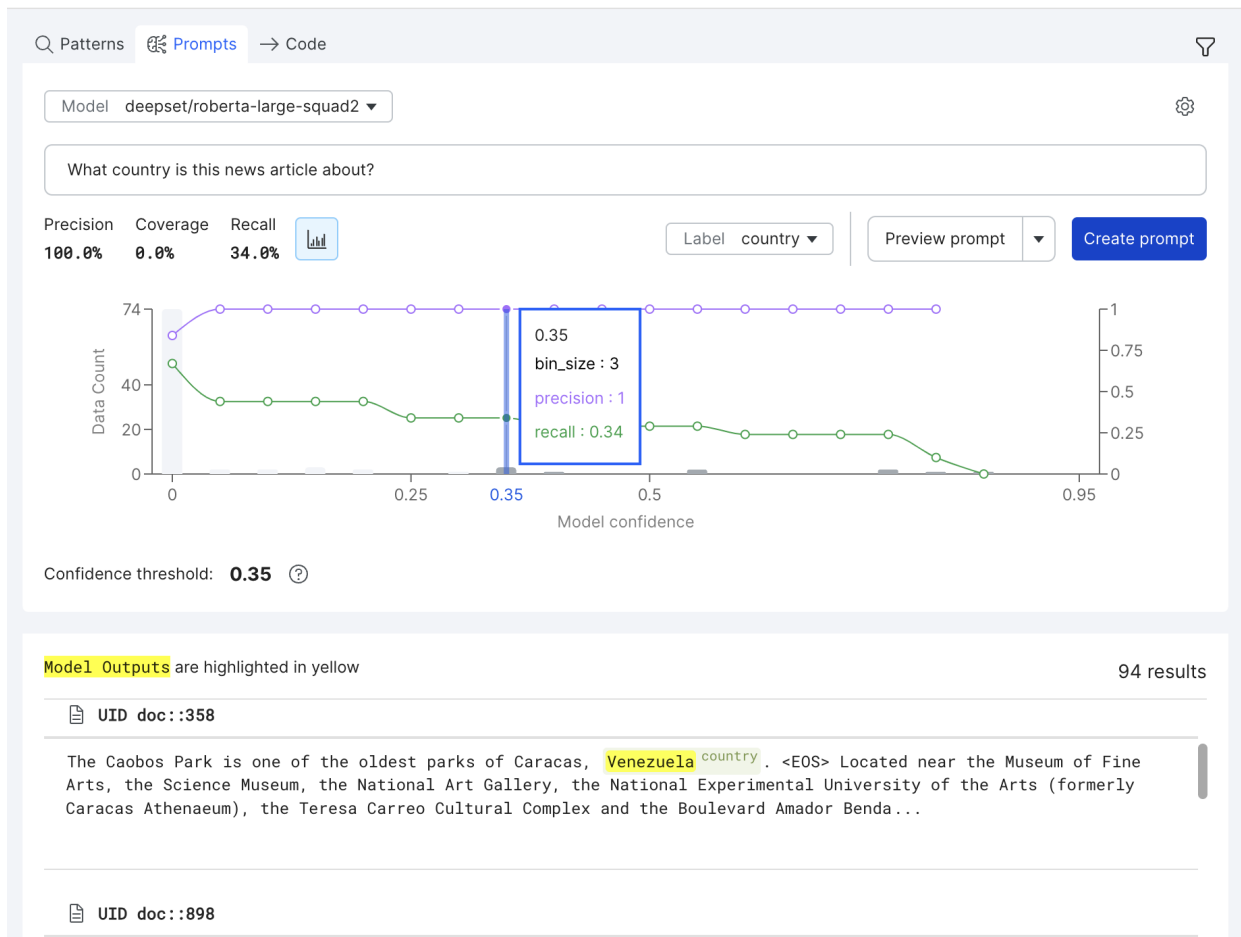 Patterns Prompts Code
Model deepset/roberta-large-squad2
What country is this news article about?
Precision Coverage Recall
100.0% 0.0% 34.0%
Label country
Preview prompt
Create prompt
74
40
20
0
Data Count
1
0.75
0.5
0.25
0
0.35
bin_size : 3
precision : 1
recall : 0.34
0 0.25 0.35 0.5 0.95
Model confidence
Confidence threshold: 0.35 ?
Model Outputs are highlighted in yellow
94 results
UID doc::358
The Caobos Park is one of the oldest parks of Caracas, Venezuela country . <EOS> Located near the Museum of Fine
Arts, the Science Museum, the National Art Gallery, the National Experimental University of the Arts (formerly
Caracas Athenaeum), the Teresa Carreo Cultural Complex and the Boulevard Amador Benda...
UID doc::898